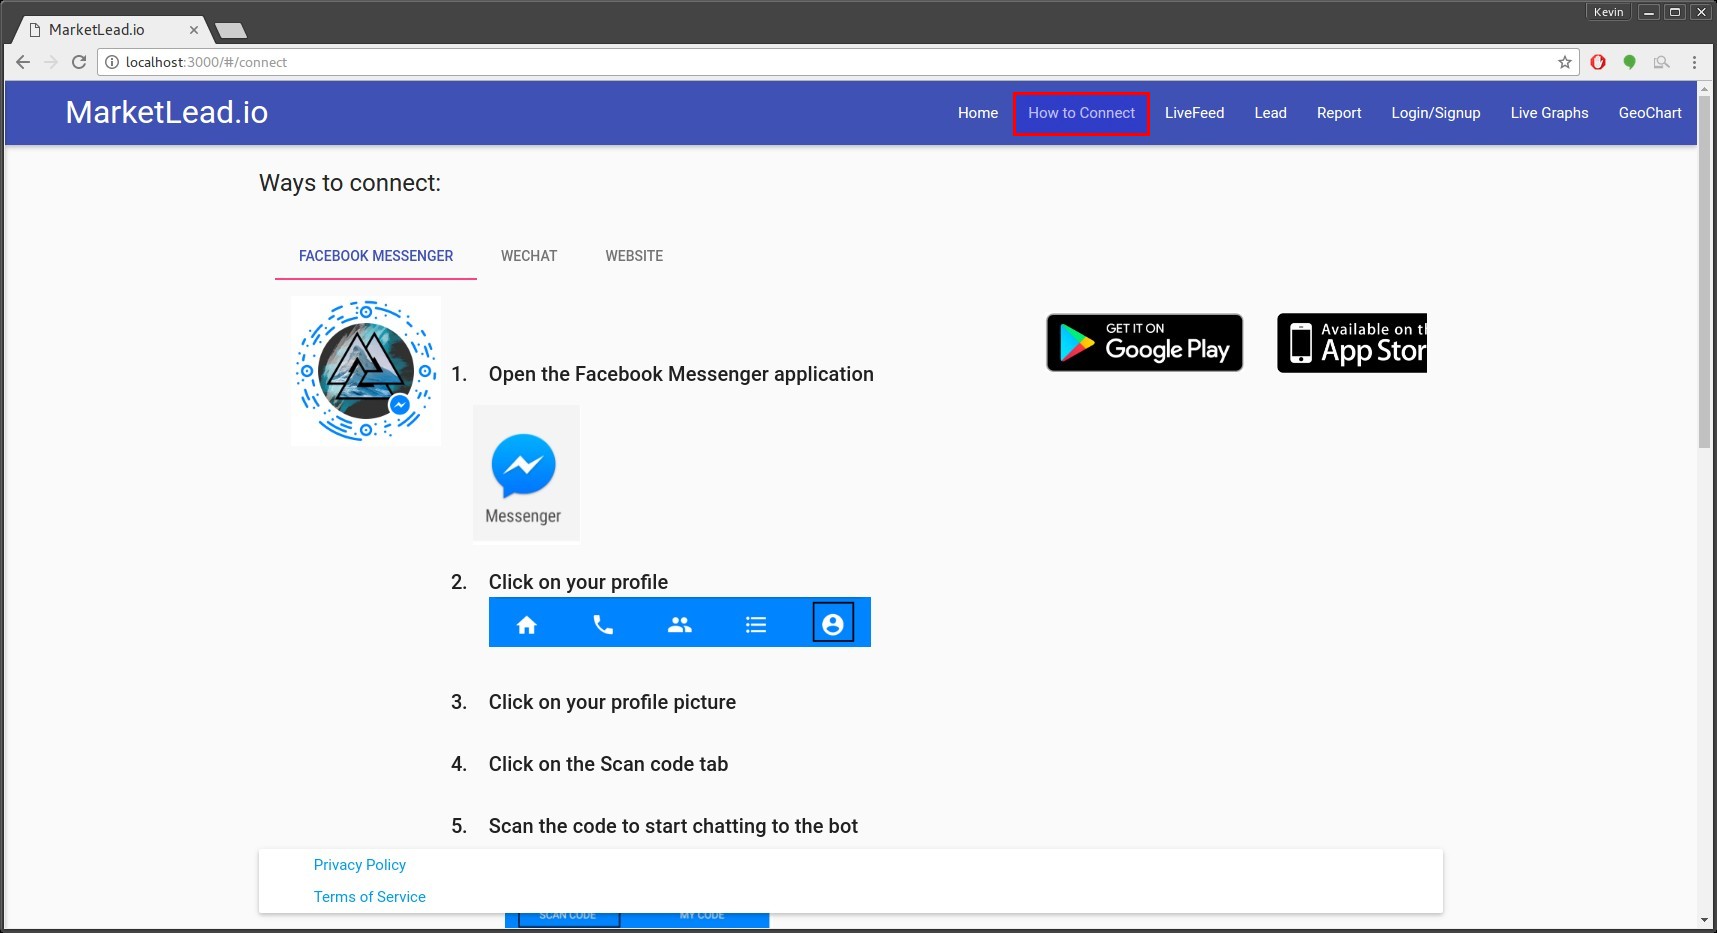 MarketLead.io
Kevin
localhost:3000/#/connect
MarketLead.io
Home How to Connect LiveFeed Lead Report Login/Signup Live Graphs GeoChart
Ways to connect:
FACEBOOK MESSENGER WECHAT WEBSITE
GET IT ON
Google Play
Available on th
App Stor
1. Open the Facebook Messenger application
Messenger
2. Click on your profile
3. Click on your profile picture
4. Click on the Scan code tab
5. Scan the code to start chatting to the bot
Privacy Policy
Terms of Service
SCAN CODE MY CODE